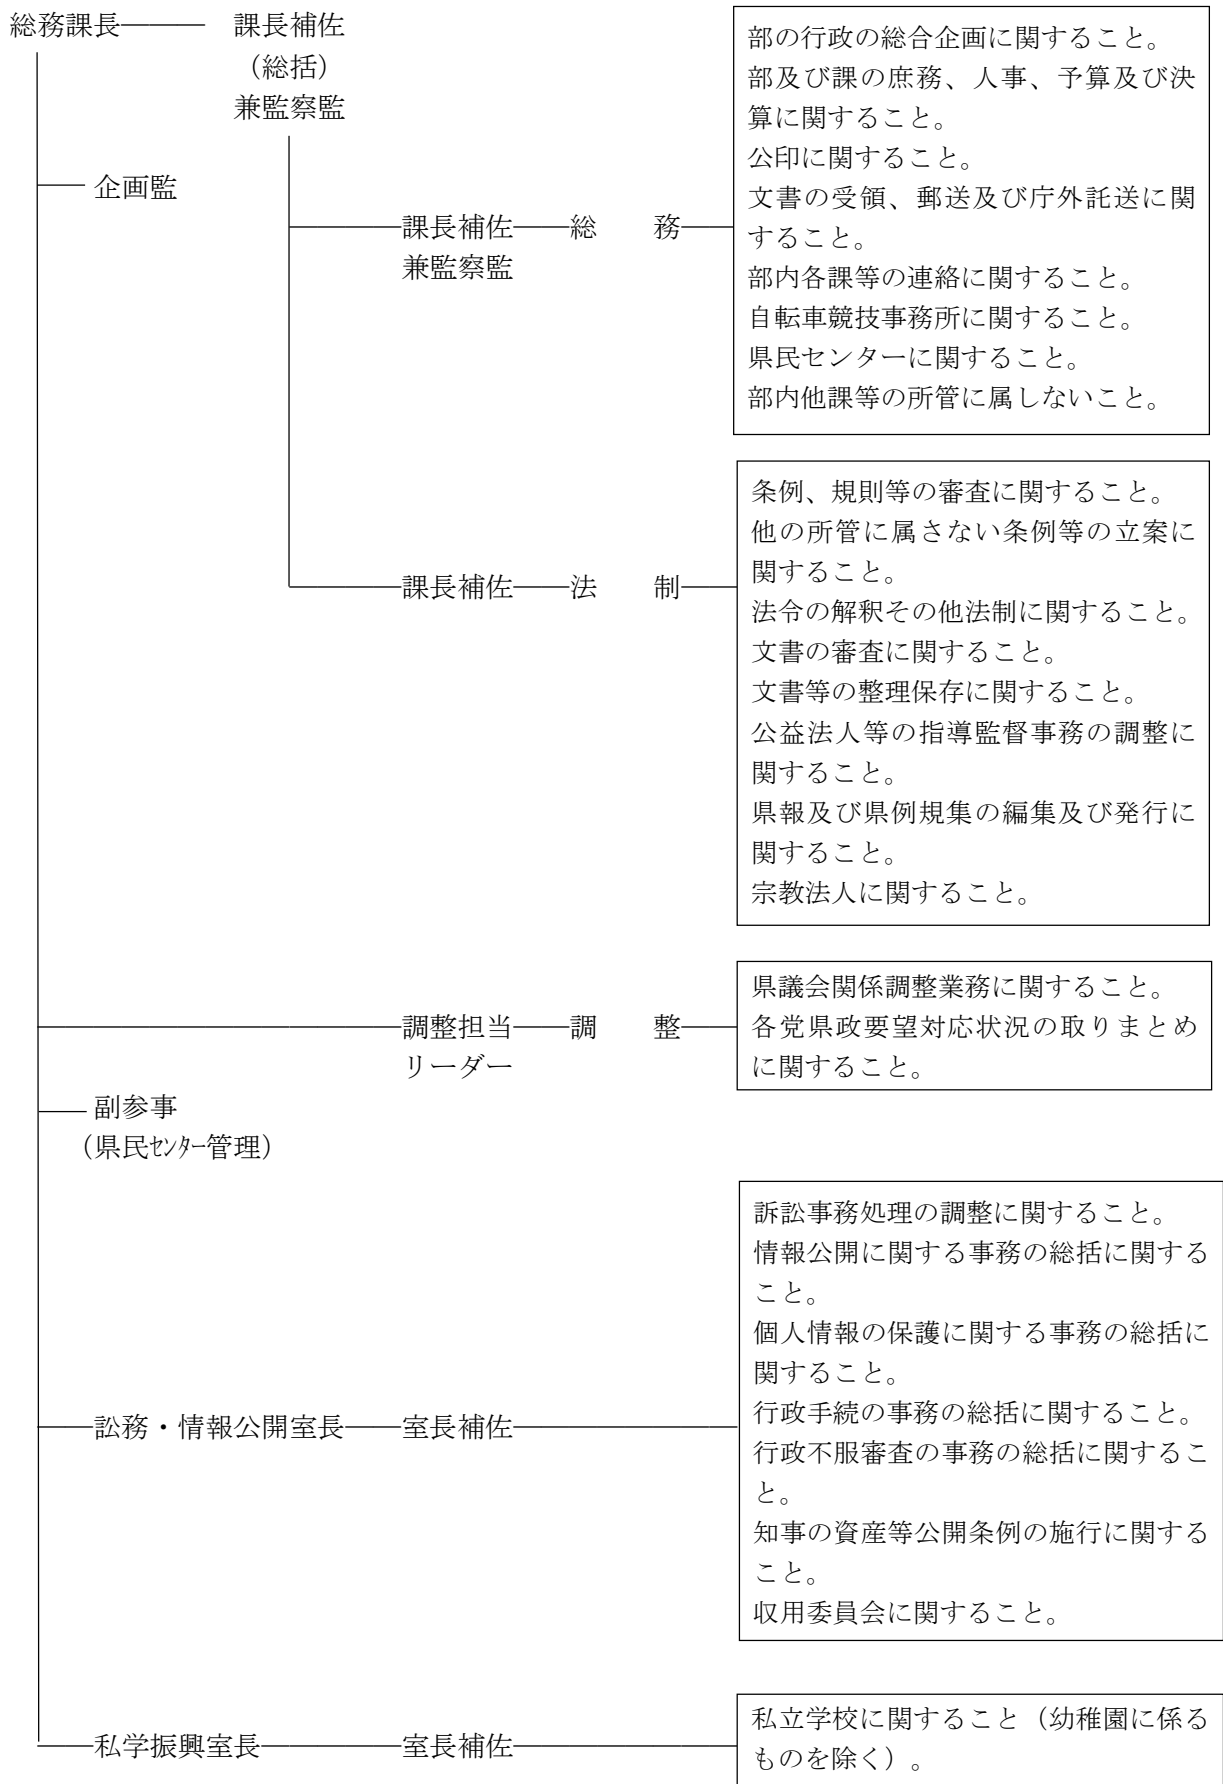 総務課長 課長補佐
（総括）
兼監察監
企画監
課長補佐 総　務
兼監察監
部の行政の総合企画に関すること。
部及び課の庶務、人事、予算及び決
算に関すること。
公印に関すること。
文書の受領、郵送及び庁外託送に関
すること。
部内各課等の連絡に関すること。
自転車競技事務所に関すること。
県民センターに関すること。
部内他課等の所管に属しないこと。
課長補佐 法　制
条例、規則等の審査に関すること。
他の所管に属さない条例等の立案に
関すること。
法令の解釈その他法制に関すること。
文書の審査に関すること。
文書等の整理保存に関すること。
公益法人等の指導監督事務の調整に
関すること。
県報及び県例規集の編集及び発行に
関すること。
宗教法人に関すること。
調整担当 調　整
リーダー
県議会関係調整業務に関すること。
各党県政要望対応状況の取りまとめ
に関すること。
副参事
（県民ｾﾝﾀｰ管理）
訟務・情報公開室長 室長補佐
訴訟事務処理の調整に関すること。
情報公開に関する事務の総括に関する
こと。
個人情報の保護に関する事務の総括に
関すること。
行政手続の事務の総括に関すること。
行政不服審査の事務の総括に関するこ
と。
知事の資産等公開条例の施行に関する
こと。
収用委員会に関すること。
私学振興室長 室長補佐
私立学校に関すること（幼稚園に係る
ものを除く）。